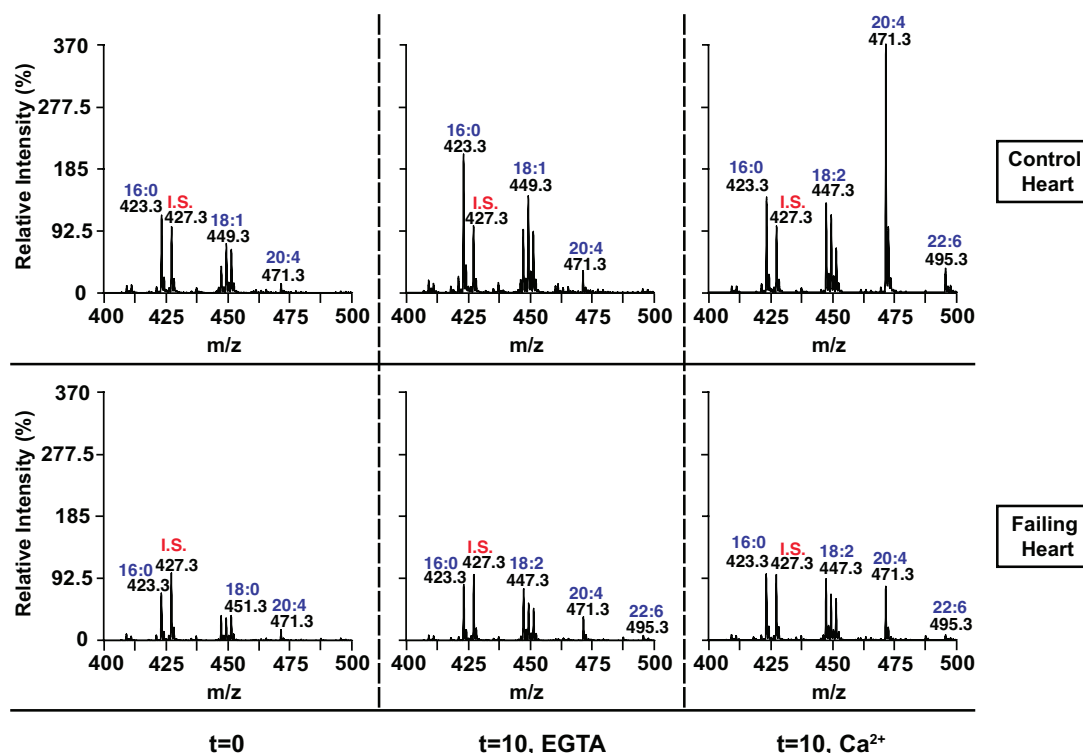 Relative Intensity (%)
370
277.5
185
92.5
0
16:0
423.3
I.S.
427.3
18:1
449.3
20:4
471.3
400 425 450 475 500
m/z
16:0
423.3
I.S.
427.3
18:1
449.3
20:4
471.3
400 425 450 475 500
m/z
16:0
423.3
I.S.
427.3
18:2
447.3
20:4
471.3
22:6
495.3
400 425 450 475 500
m/z
Control
Heart
Relative Intensity (%)
370
277.5
185
92.5
0
16:0
423.3
I.S.
427.3
18:0
451.3
20:4
471.3
400 425 450 475 500
m/z
16:0
423.3
I.S.
427.3
18:2
447.3
20:4
471.3
22:6
495.3
400 425 450 475 500
m/z
16:0
423.3
I.S.
427.3
18:2
447.3
20:4
471.3
22:6
495.3
400 425 450 475 500
m/z
Failing
Heart
t=0
t=10, EGTA
t=10, Ca²⁺